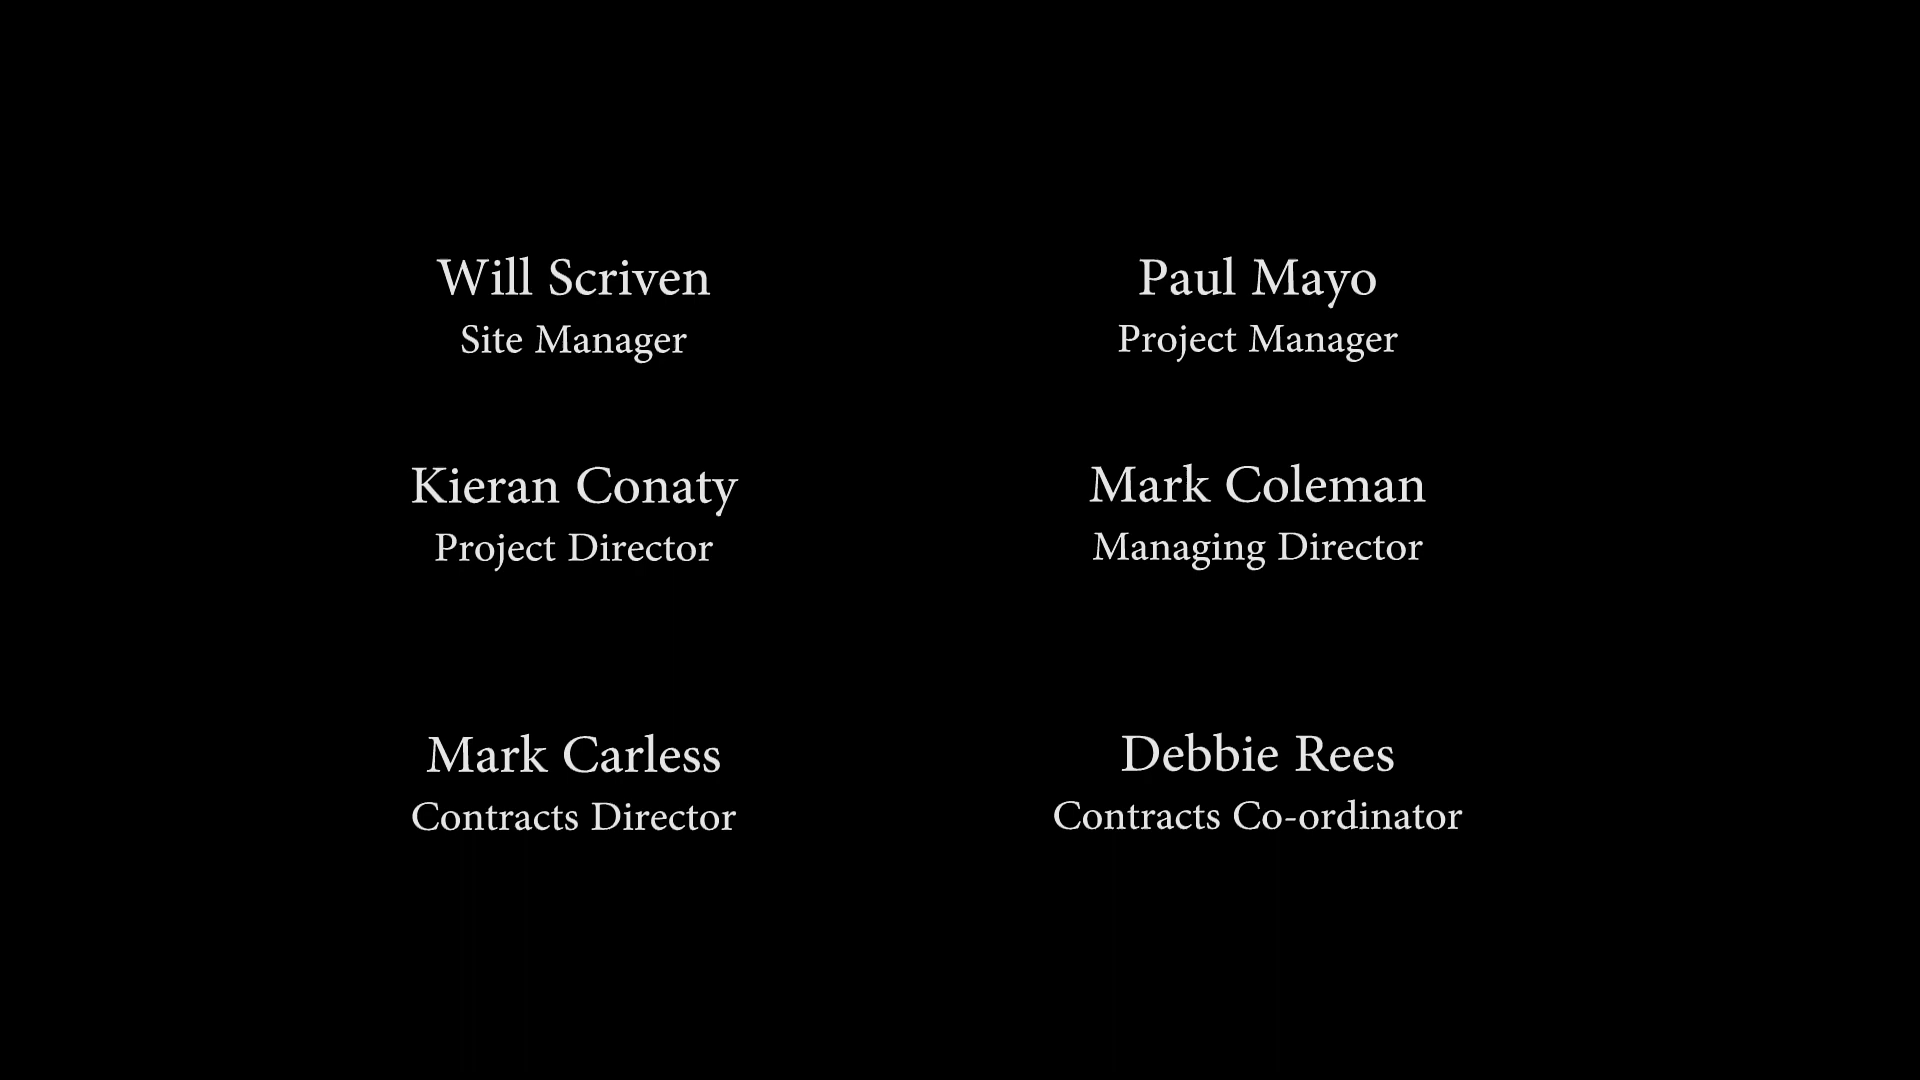 Will Scriven
Site Manager
Paul Mayo
Project Manager
Kieran Conaty
Project Director
Mark Coleman
Managing Director
Mark Carless
Contracts Director
Debbie Rees
Contracts Co-ordinator